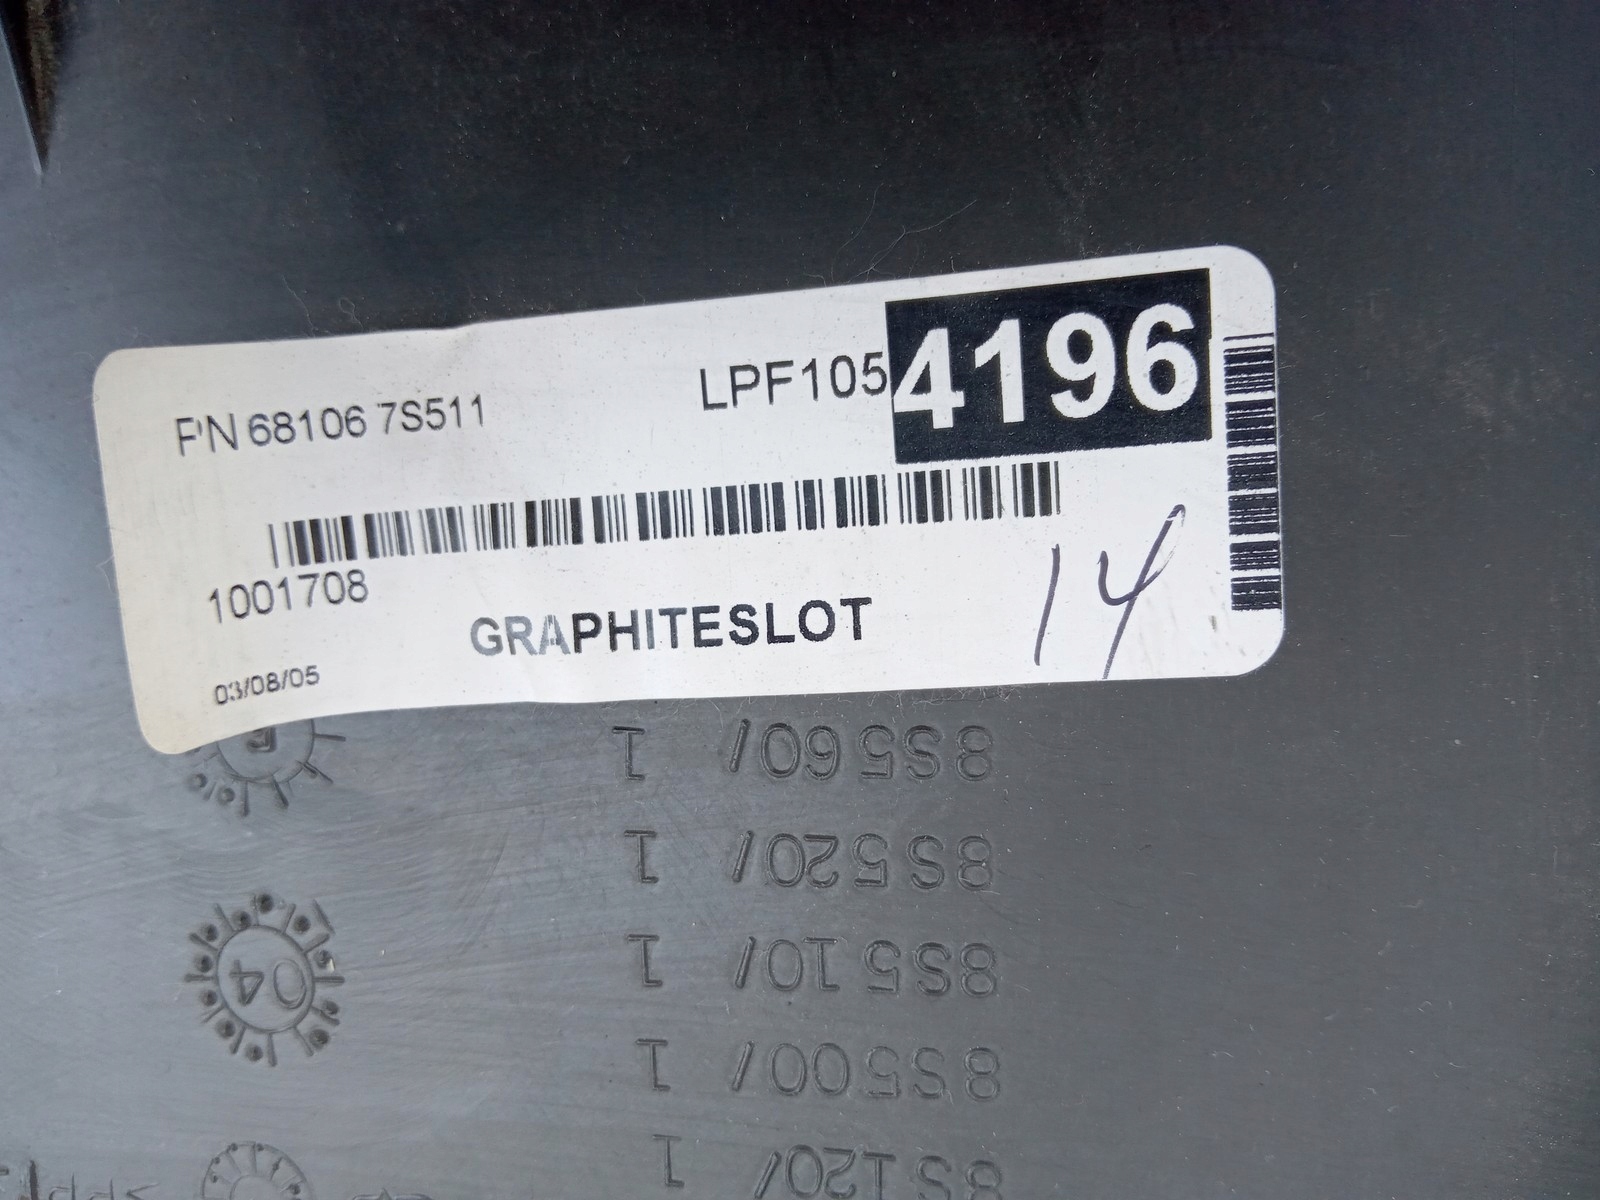 PN 68106 7S511
LPF105 4196
1001708
GRAPHITESLOT
14
03/08/05
8S560/ 1
8S520/ 1
8S510/ 1
04
8S500/ 1
8S120/ 1